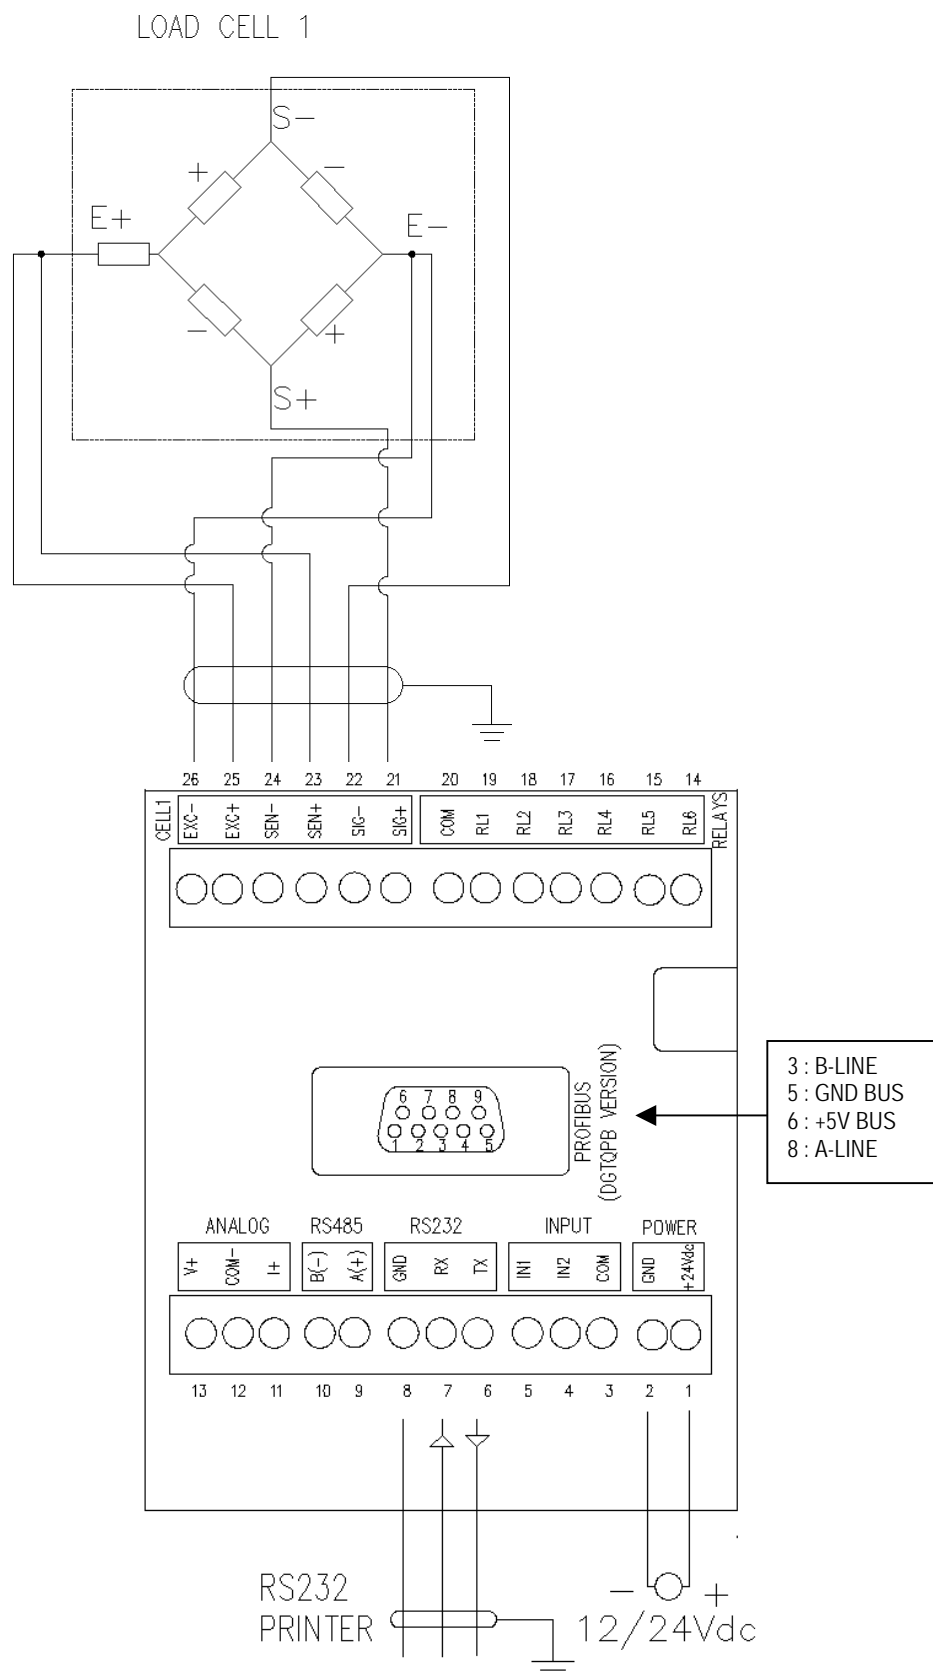 LOAD CELL 1
S-
+ -
E+ E-
- +
S+
26 25 24 23 22 21 20 19 18 17 16 15 14
CELL1 EXC- EXC+ SEN- SEN+ SIG- SIG+ COM RL1 RL2 RL3 RL4 RL5 RL6 RELAYS
6 7 8 9
1 2 3 4 5
PROFIBUS
(DGTQPB VERSION)
3 : B-LINE
5 : GND BUS
6 : +5V BUS
8 : A-LINE
ANALOG RS485 RS232 INPUT POWER
V+ COM- I+ B(-) A(+) GND RX TX IN1 IN2 COM GND +24Vdc
13 12 11 10 9 8 7 6 5 4 3 2 1
RS232
PRINTER
- +
12/24Vdc